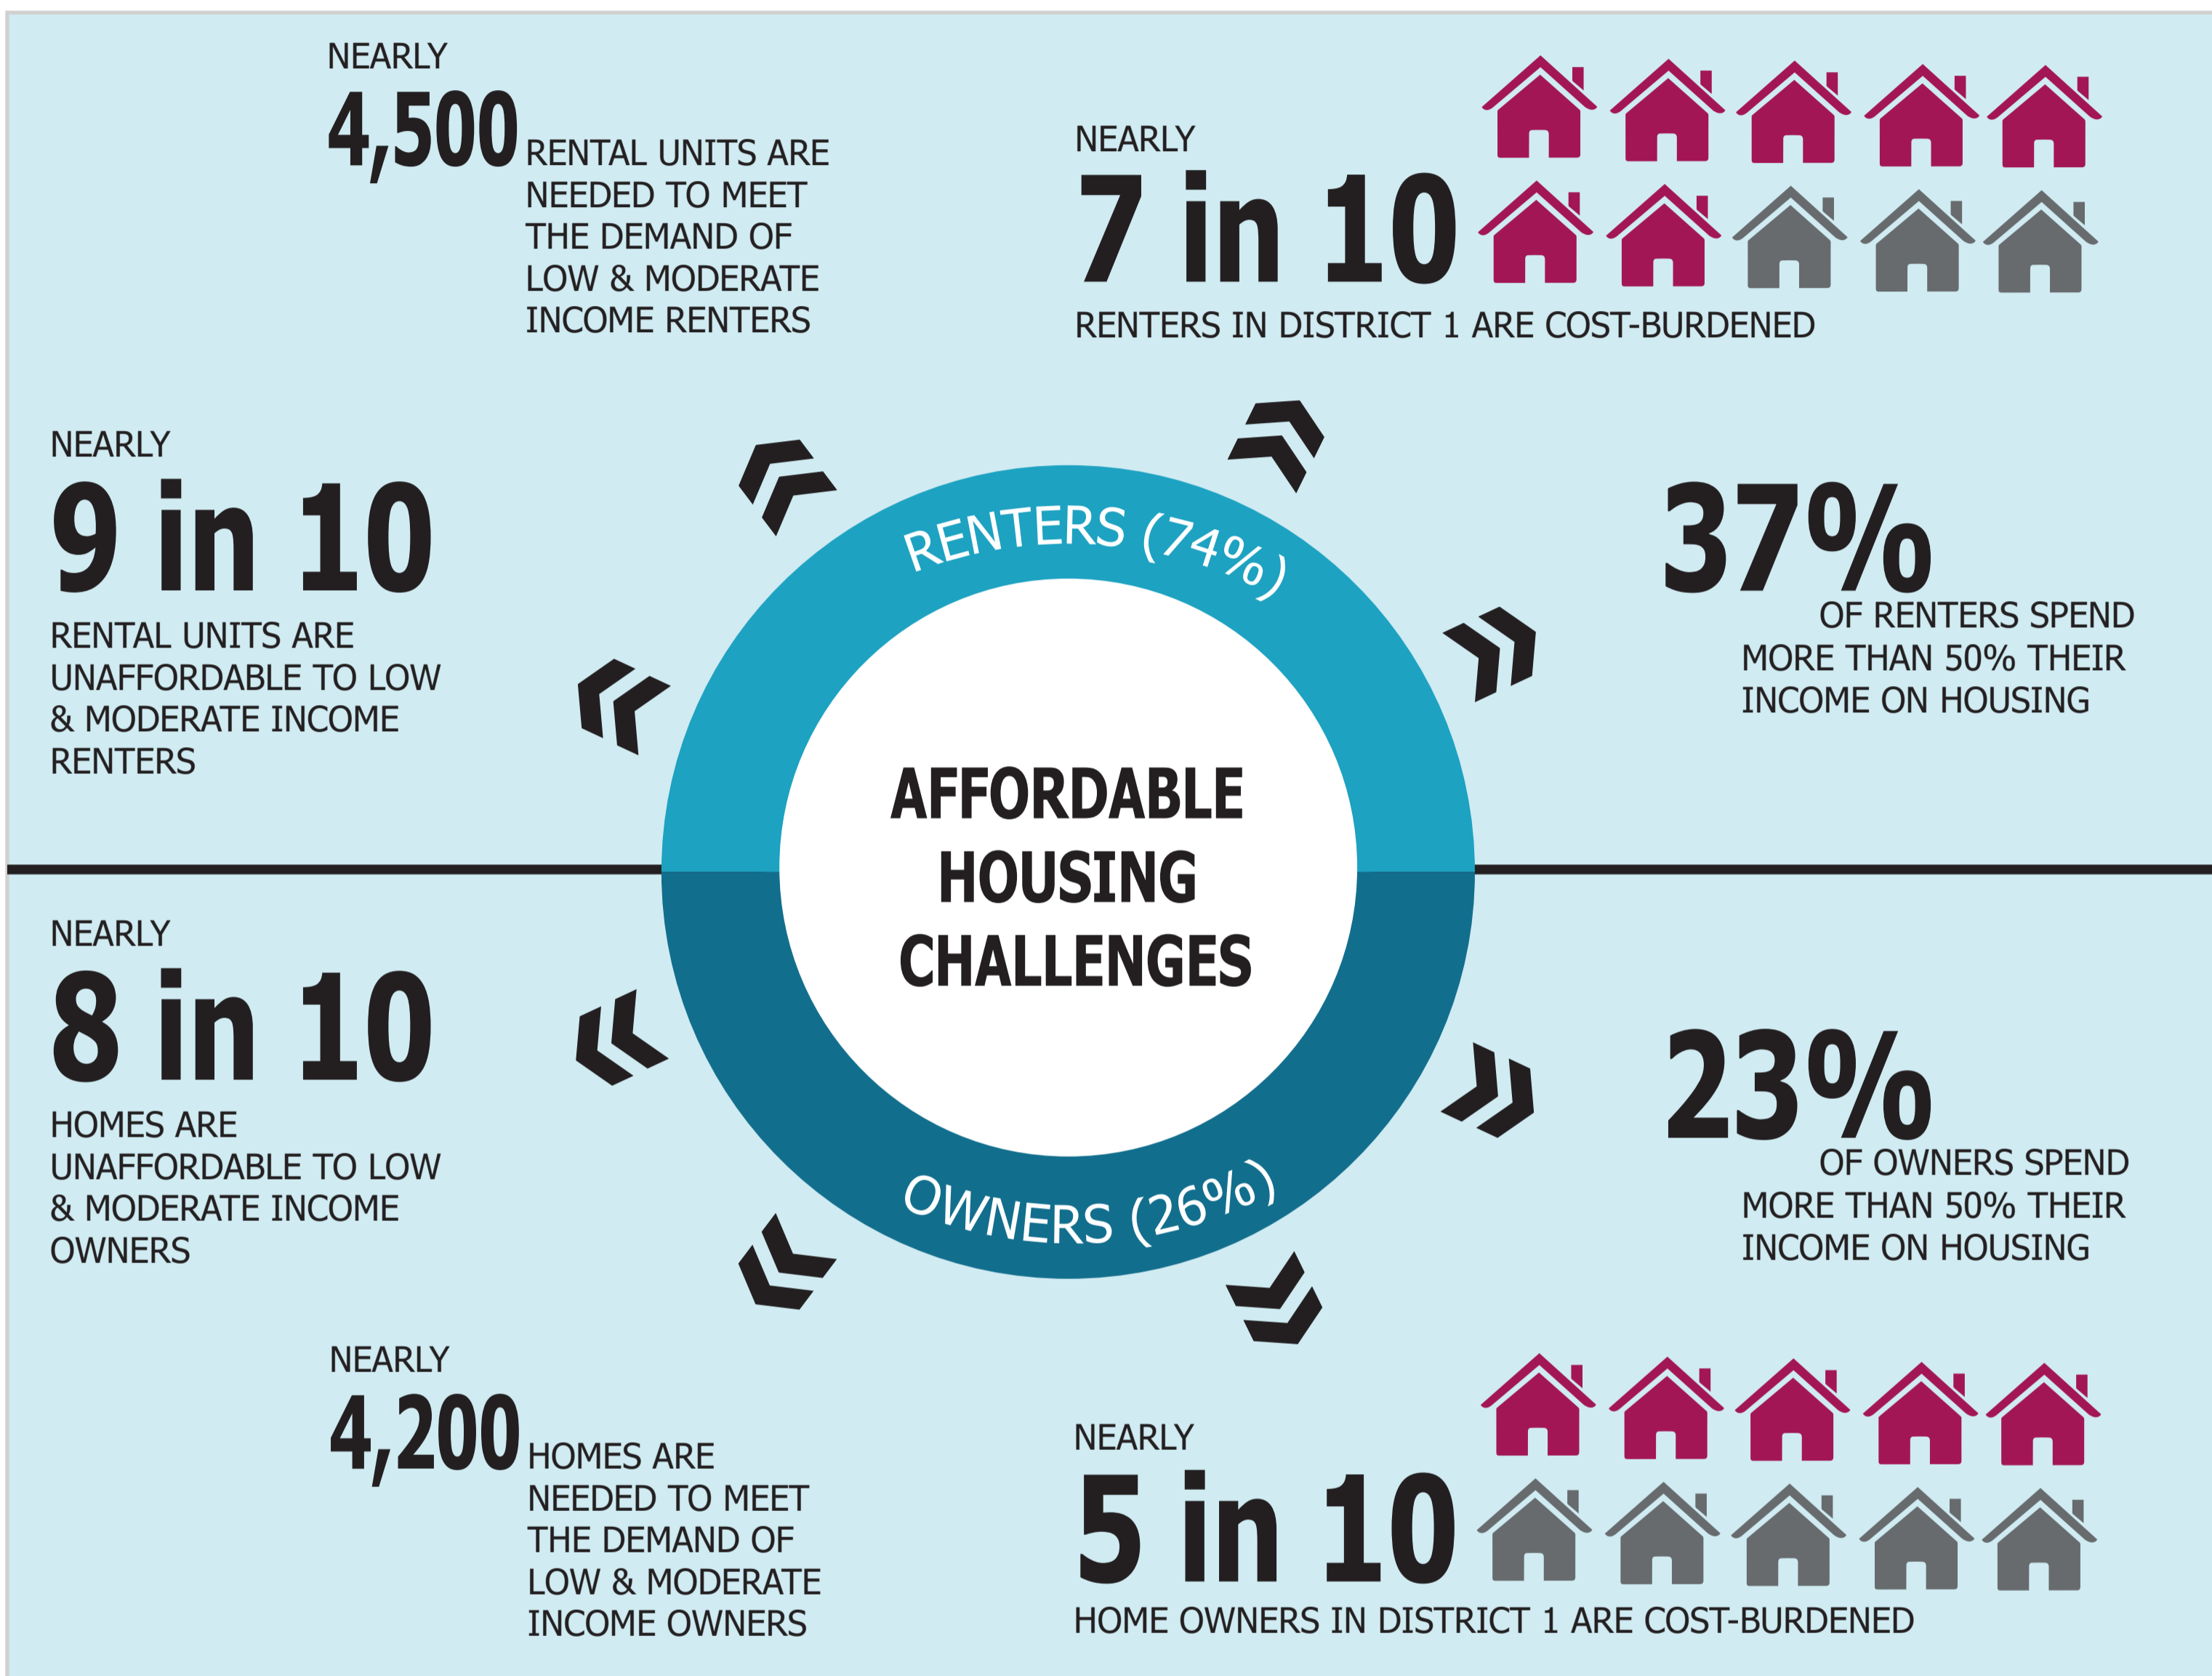 NEARLY
4,500
RENTAL UNITS ARE
NEEDED TO MEET
THE DEMAND OF
LOW & MODERATE
INCOME RENTERS
NEARLY
7 in 10
RENTERS IN DISTRICT 1 ARE COST-BURDENED
NEARLY
9 in 10
RENTAL UNITS ARE
UNAFFORDABLE TO LOW
& MODERATE INCOME
RENTERS
RENTERS (74%)
37%
OF RENTERS SPEND
MORE THAN 50% THEIR
INCOME ON HOUSING
AFFORDABLE
HOUSING
CHALLENGES
NEARLY
8 in 10
HOMES ARE
UNAFFORDABLE TO LOW
& MODERATE INCOME
OWNERS
OWNERS (26%)
23%
OF OWNERS SPEND
MORE THAN 50% THEIR
INCOME ON HOUSING
NEARLY
4,200
HOMES ARE
NEEDED TO MEET
THE DEMAND OF
LOW & MODERATE
INCOME OWNERS
NEARLY
5 in 10
HOME OWNERS IN DISTRICT 1 ARE COST-BURDENED